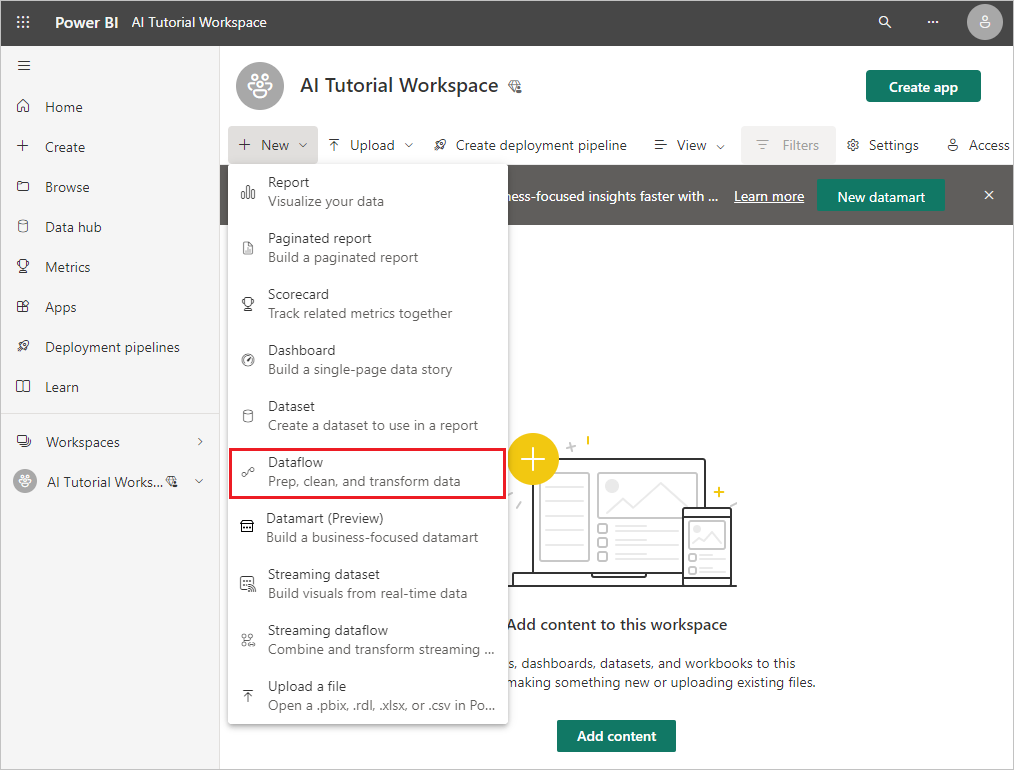 Power BI AI Tutorial Workspace
AI Tutorial Workspace
Create app
New Upload Create deployment pipeline View Filters Settings Access
Home
Create
Browse
Data hub
Metrics
Apps
Deployment pipelines
Learn
Workspaces
AI Tutorial Works...
Report
Visualize your data
Paginated report
Build a paginated report
Scorecard
Track related metrics together
Dashboard
Build a single-page data story
Dataset
Create a dataset to use in a report
Dataflow
Prep, clean, and transform data
Datamart (Preview)
Build a business-focused datamart
Streaming dataset
Build visuals from real-time data
Streaming dataflow
Combine and transform streaming ...
Upload a file
Open a .pbix, .rdl, .xlsx, or .csv in Po...
ness-focused insights faster with ... Learn more New datamart
Add content to this workspace
s, dashboards, datasets, and workbooks to this
making something new or uploading existing files.
Add content